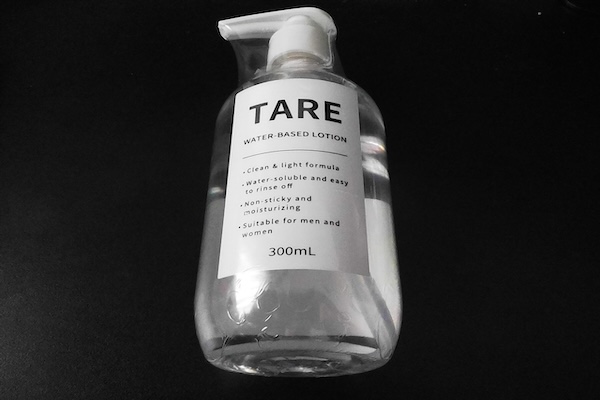 TARE
WATER-BASED LOTION
• Clean & light formula
• Water-soluble and easy
to rinse off
• Non-sticky and
moisturizing
• Suitable for men and
women
300mL